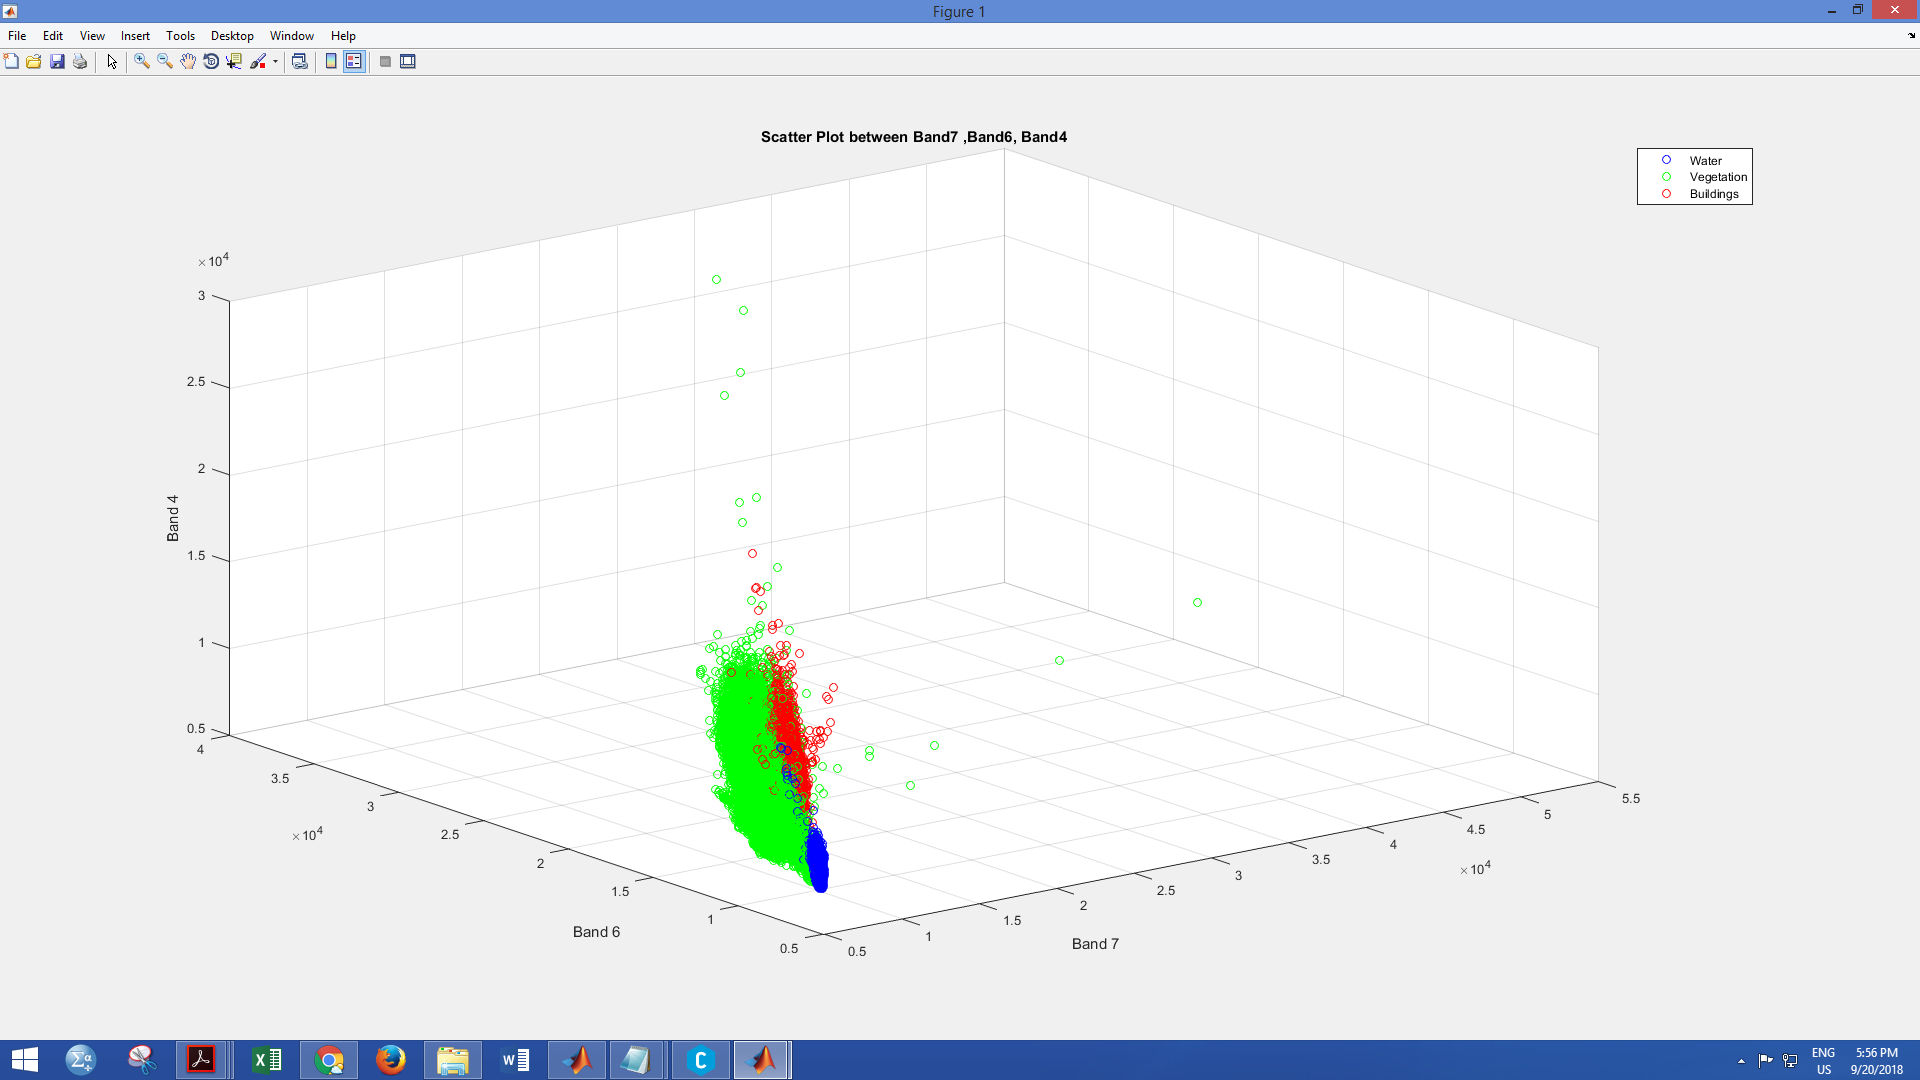 Figure 1
File Edit View Insert Tools Desktop Window Help
Scatter Plot between Band7 ,Band6, Band4
Water
Vegetation
Buildings
×10^4
3
2.5
2
1.5
1
0.5
Band 4
4
3.5
3
2.5
2
1.5
1
0.5
×10^4
Band 6
0.5
1
1.5
2
2.5
3
3.5
4
4.5
5
5.5
×10^4
Band 7
Σα
X
W
C
ENG 5:56 PM
US 9/20/2018